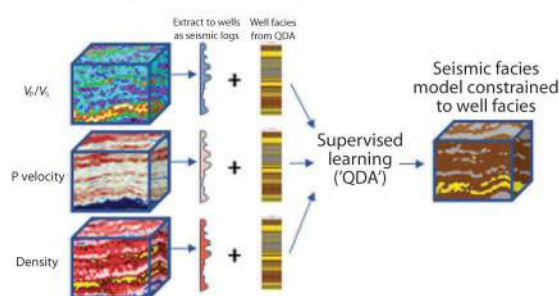 Extract to wells
as seismic logs
Well facies
from QDA
Vₚ/Vₛ
+
P velocity
+
Density
+
Supervised
learning
('QDA')
Seismic facies
model constrained
to well facies